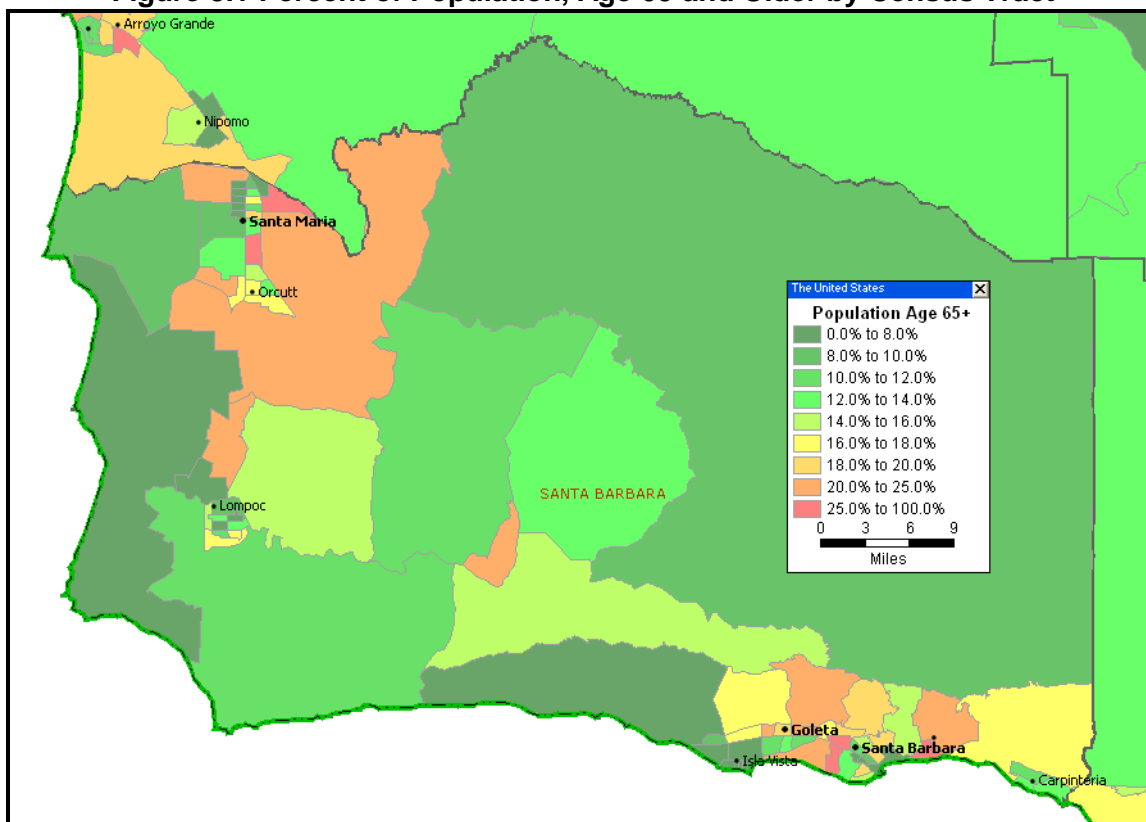 Arroyo Grande
Nipomo
Santa Maria
Orcutt
The United States
Population Age 65+
0.0% to 8.0%
8.0% to 10.0%
10.0% to 12.0%
12.0% to 14.0%
14.0% to 16.0%
16.0% to 18.0%
18.0% to 20.0%
20.0% to 25.0%
25.0% to 100.0%
0 3 6 9
Miles
SANTA BARBARA
Lompoc
Goleta
Santa Barbara
Isla Vista
Carpinteria